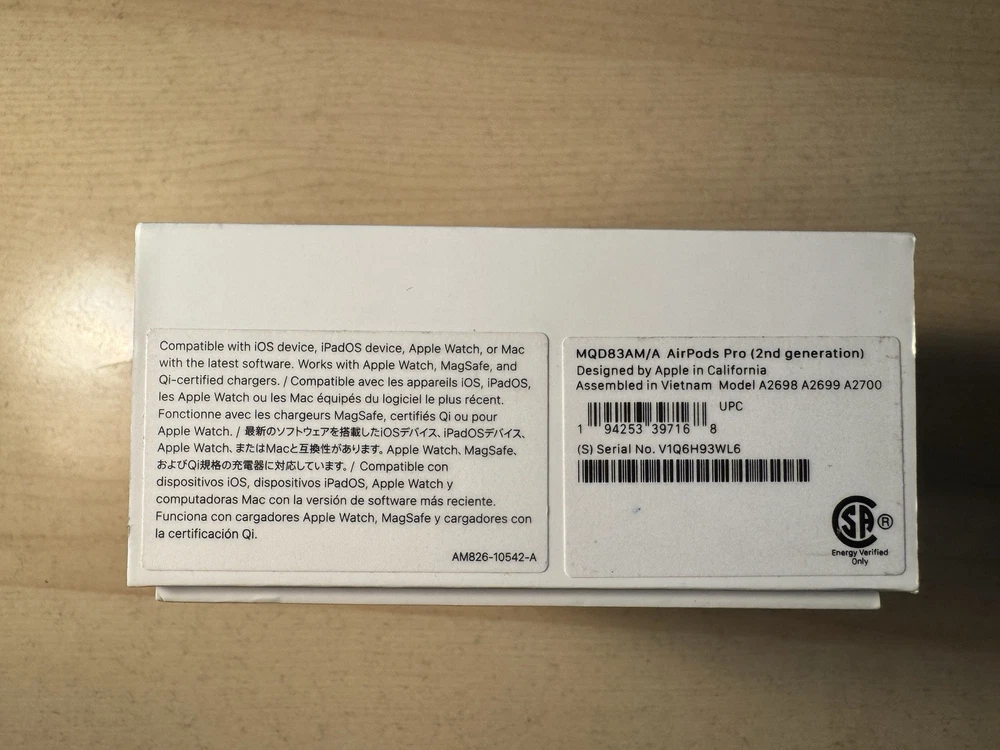 Compatible with iOS device, iPadOS device, Apple Watch, or Mac
with the latest software. Works with Apple Watch, MagSafe, and
Qi-certified chargers. / Compatible avec les appareils iOS, iPadOS,
les Apple Watch ou les Mac équipés du logiciel le plus récent.
Fonctionne avec les chargeurs MagSafe, certifiés Qi ou pour
Apple Watch. / 最新のソフトウェアを搭載したiOSデバイス、iPadOSデバイス、
Apple Watch、またはMacと互換性があります。Apple Watch、MagSafe、
およびQi規格の充電器に対応しています。/ Compatible con
dispositivos iOS, dispositivos iPadOS, Apple Watch y
computadoras Mac con la versión de software más reciente.
Funciona con cargadores Apple Watch, MagSafe y cargadores con
la certificación Qi.
AM826-10542-A
MQD83AM/A AirPods Pro (2nd generation)
Designed by Apple in California
Assembled in Vietnam Model A2698 A2699 A2700
UPC
1 94253 39716 8
(S) Serial No. V1Q6H93WL6
SA ®
Energy Verified
Only